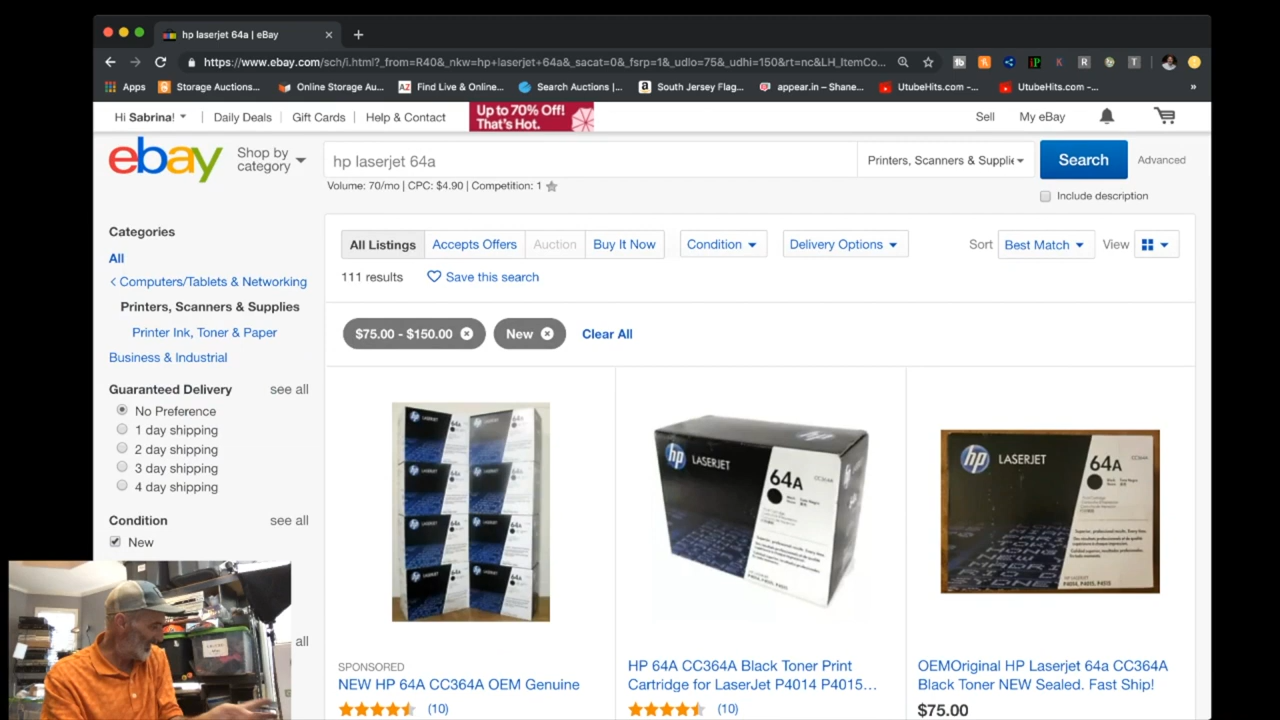 hp laserjet 64a | eBay
https://www.ebay.com/sch/i.html?_from=R40&_nkw=hp+laserjet+64a&_sacat=0&_fsrp=1&_udlo=75&_udhi=150&rt=nc&LH_ItemCo...
Apps Storage Auctions... Online Storage Au... Find Live & Online... Search Auctions |... South Jersey Flag... appear.in – Shane... UtubeHits.com -... UtubeHits.com -... »
Hi Sabrina! Daily Deals Gift Cards Help & Contact Up to 70% Off! Sell My eBay
That's Hot.
ebay Shop by category hp laserjet 64a Printers, Scanners & Supplie Search Advanced
Volume: 70/mo | CPC: $4.90 | Competition: 1 Include description
Categories
All
< Computers/Tablets & Networking
Printers, Scanners & Supplies
Printer Ink, Toner & Paper
Business & Industrial
Guaranteed Delivery see all
No Preference
1 day shipping
2 day shipping
3 day shipping
4 day shipping
Condition see all
New
all
All Listings Accepts Offers Auction Buy It Now Condition Delivery Options Sort Best Match View
111 results Save this search
$75.00 - $150.00 New Clear All
64A
hp LASERJET
64A
hp LASERJET
64A
P4014, P4015, P4515
SPONSORED
NEW HP 64A CC364A OEM Genuine
(10)
HP 64A CC364A Black Toner Print
Cartridge for LaserJet P4014 P4015...
(10)
OEMOriginal HP Laserjet 64a CC364A
Black Toner NEW Sealed. Fast Ship!
$75.00